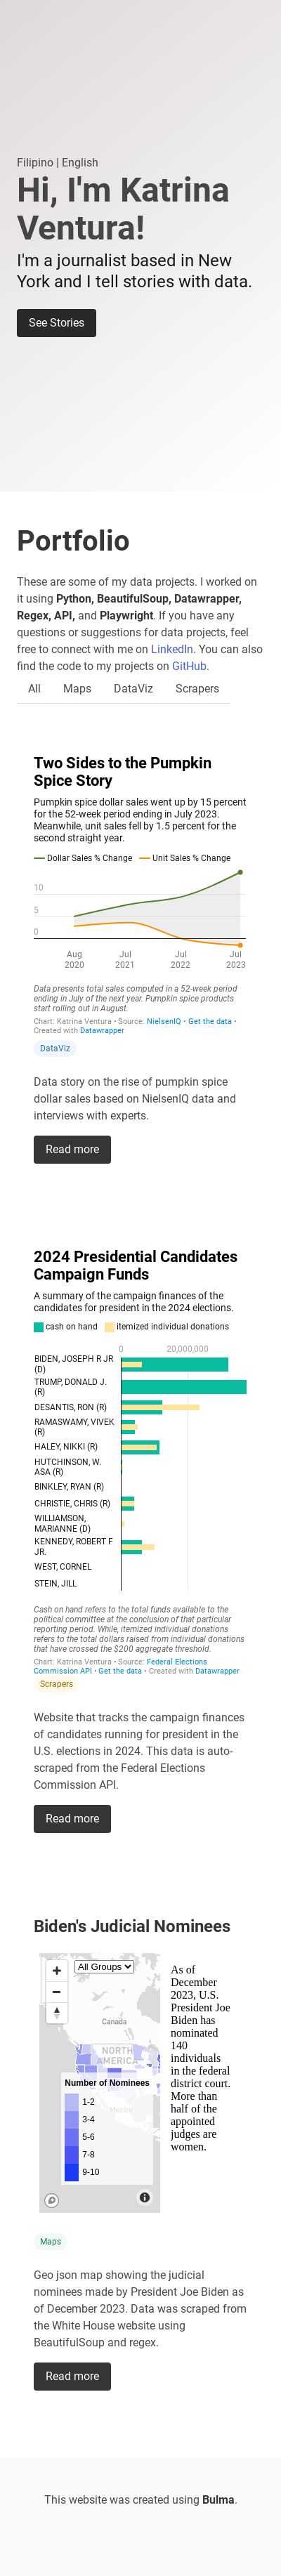 Filipino | English
Hi, I'm Katrina
Ventura!
I'm a journalist based in New
York and I tell stories with data.
See Stories
Portfolio
These are some of my data projects. I worked on
it using Python, BeautifulSoup, Datawrapper,
Regex, API, and Playwright. If you have any
questions or suggestions for data projects, feel
free to connect with me on LinkedIn. You can also
find the code to my projects on GitHub.
All Maps DataViz Scrapers
Two Sides to the Pumpkin
Spice Story
Pumpkin spice dollar sales went up by 15 percent
for the 52-week period ending in July 2023.
Meanwhile, unit sales fell by 1.5 percent for the
second straight year.
Dollar Sales % Change Unit Sales % Change
10
5
0
Aug Jul Jul Jul
2020 2021 2022 2023
Data presents total sales computed in a 52-week period
ending in July of the next year. Pumpkin spice products
start rolling out in August.
Chart: Katrina Ventura • Source: NielsenIQ • Get the data •
Created with Datawrapper
DataViz
Data story on the rise of pumpkin spice
dollar sales based on NielsenIQ data and
interviews with experts.
Read more
2024 Presidential Candidates
Campaign Funds
A summary of the campaign finances of the
candidates for president in the 2024 elections.
cash on hand itemized individual donations
0 20,000,000
BIDEN, JOSEPH R JR
(D)
TRUMP, DONALD J.
(R)
DESANTIS, RON (R)
RAMASWAMY, VIVEK
(R)
HALEY, NIKKI (R)
HUTCHINSON, W.
ASA (R)
BINKLEY, RYAN (R)
CHRISTIE, CHRIS (R)
WILLIAMSON,
MARIANNE (D)
KENNEDY, ROBERT F
JR.
WEST, CORNEL
STEIN, JILL
Cash on hand refers to the total funds available to the
political committee at the conclusion of that particular
reporting period. While, itemized individual donations
refers to the total dollars raised from individual donations
that have crossed the $200 aggregate threshold.
Chart: Katrina Ventura • Source: Federal Elections
Commission API • Get the data • Created with Datawrapper
Scrapers
Website that tracks the campaign finances
of candidates running for president in the
U.S. elections in 2024. This data is auto-
scraped from the Federal Elections
Commission API.
Read more
Biden's Judicial Nominees
All Groups
Canada
NORTH
AMERICA
Mexico
Number of Nominees
1-2
3-4
5-6
7-8
9-10
As of
December
2023, U.S.
President Joe
Biden has
nominated
140
individuals
in the federal
district court.
More than
half of the
appointed
judges are
women.
Maps
Geo json map showing the judicial
nominees made by President Joe Biden as
of December 2023. Data was scraped from
the White House website using
BeautifulSoup and regex.
Read more
This website was created using Bulma.